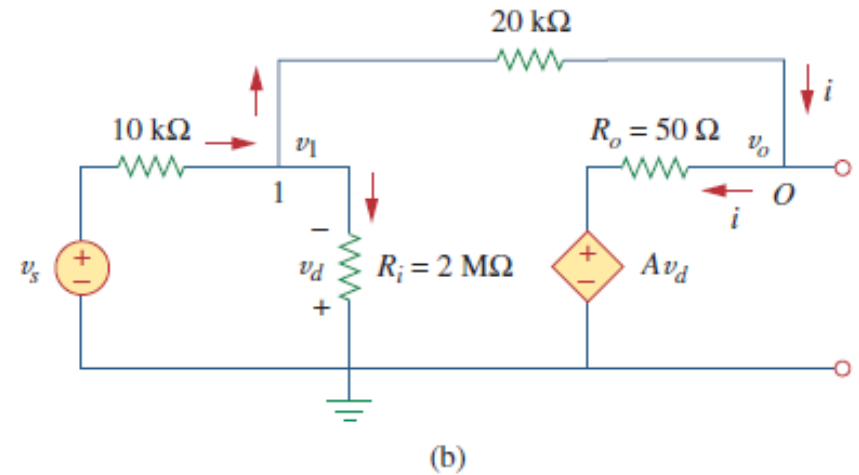 20 kΩ
i
10 kΩ
v1
Ro = 50 Ω
vo
1
i
O
vs
+
−
−
vd
+
Ri = 2 MΩ
+
−
Avd
(b)